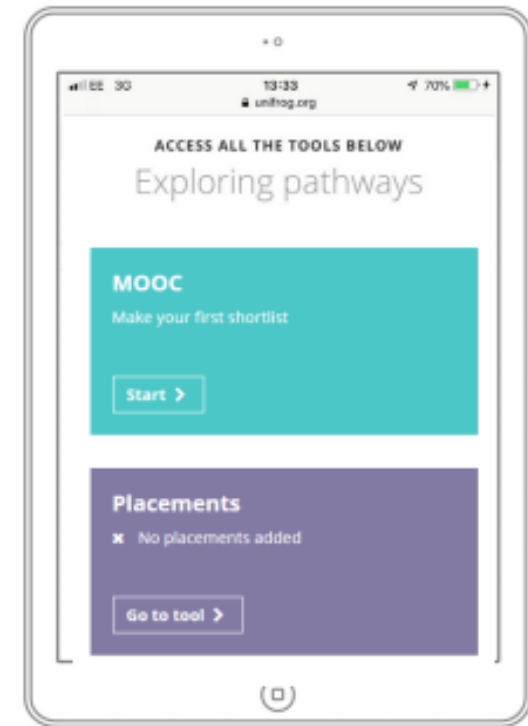 EE 3G 13:33 70%
unifrog.org
ACCESS ALL THE TOOLS BELOW
Exploring pathways
MOOC
Make your first shortlist
Start >
Placements
✖ No placements added
Go to tool >